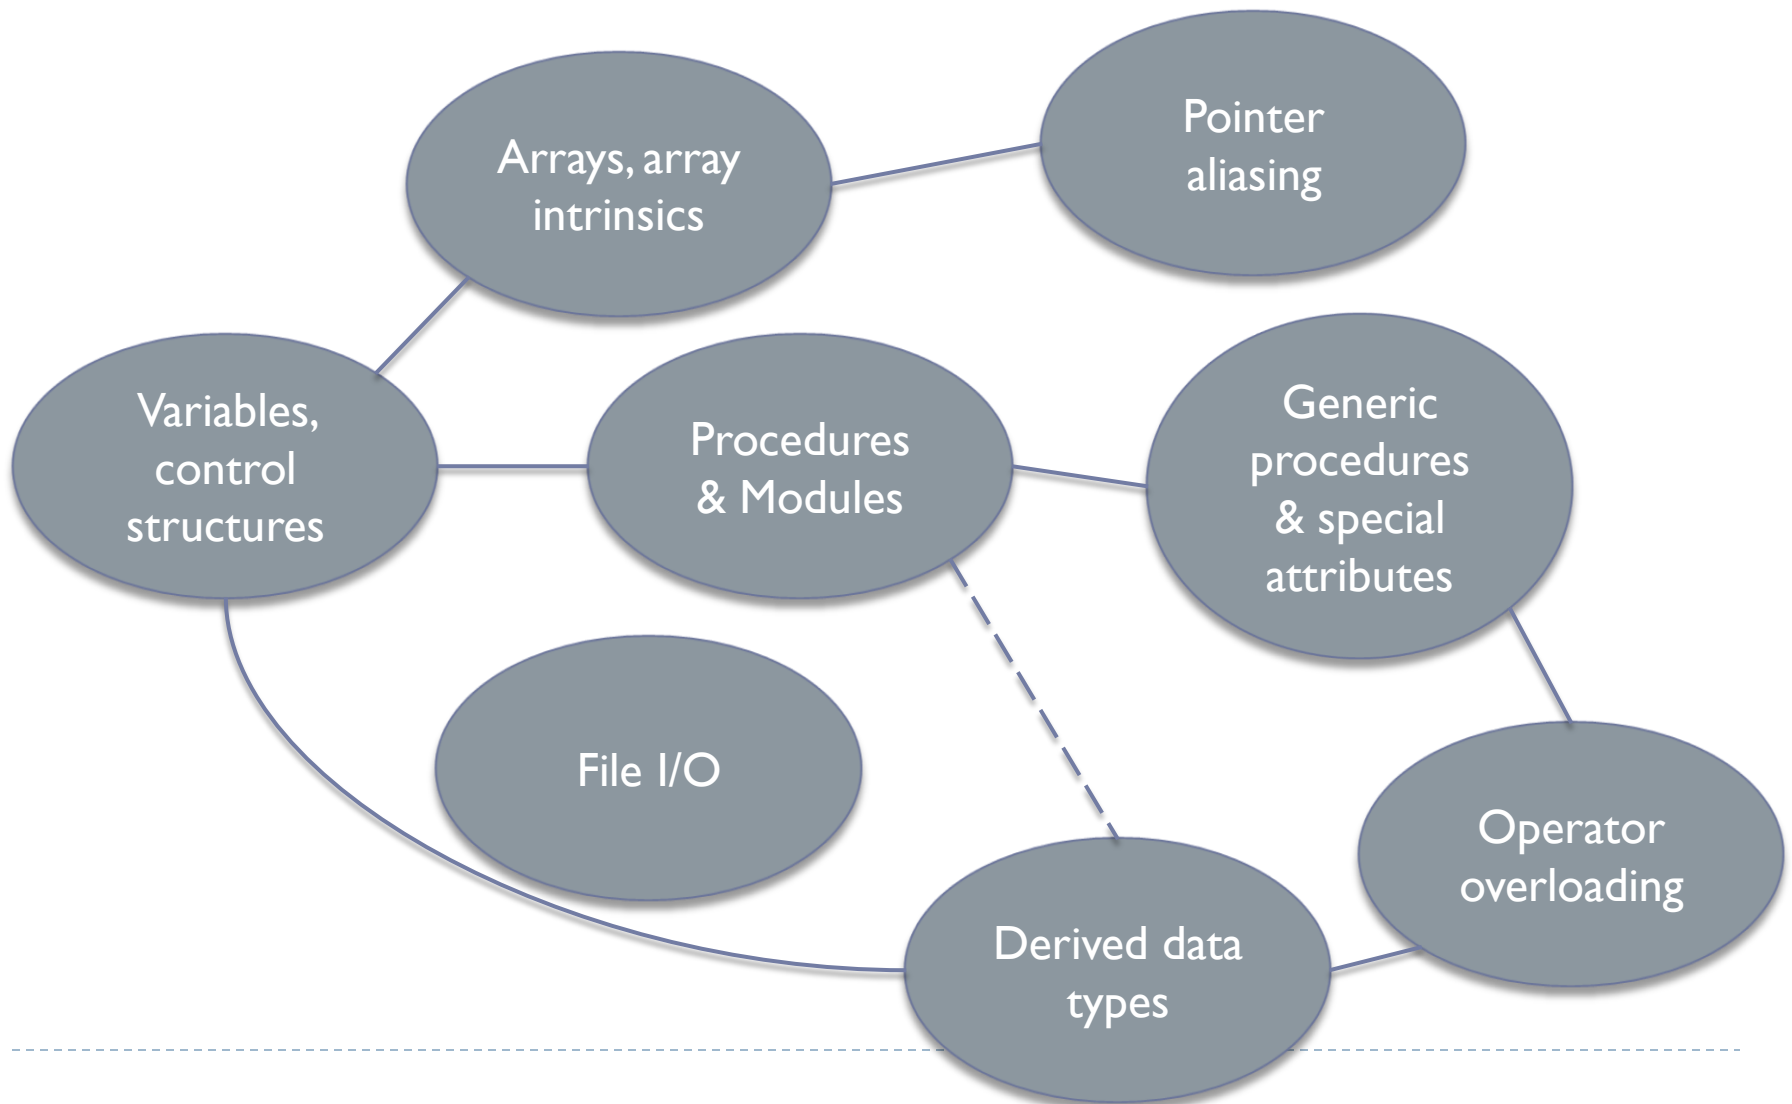 Pointer
aliasing
Arrays, array
intrinsics
Variables,
control
structures
Procedures
& Modules
Generic
procedures
& special
attributes
File I/O
Operator
overloading
Derived data
types